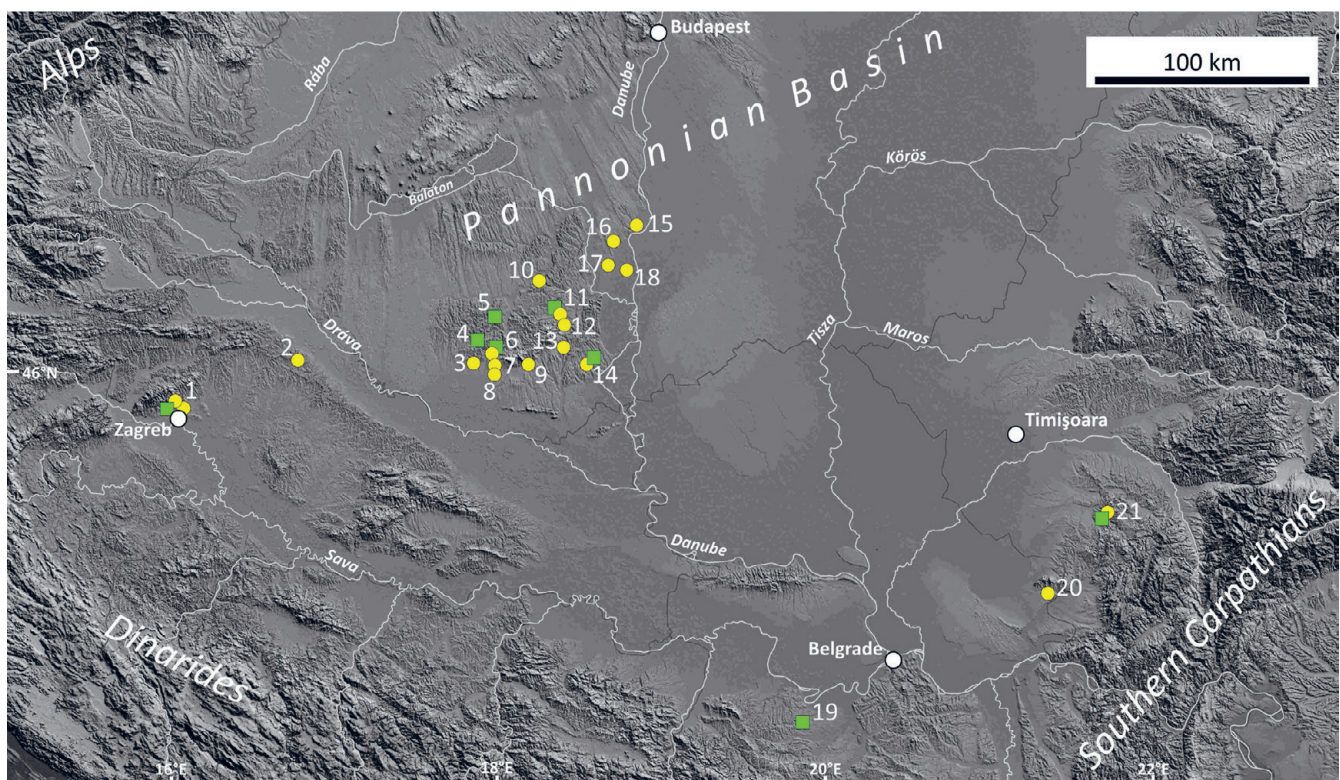 Budapest
Alps
Rába
Danube
Pannonian Basin
100 km
Körös
Balaton
16
15
17
18
10
5
11
4
6
12
13
3
7
9
8
14
2
Dráva
Tisza
Maros
46°N
1
Zagreb
Timişoara
21
Danube
Sava
20
Dinarides
Belgrade
Southern Carpathians
19
16°E
18°E
20°E
22°E